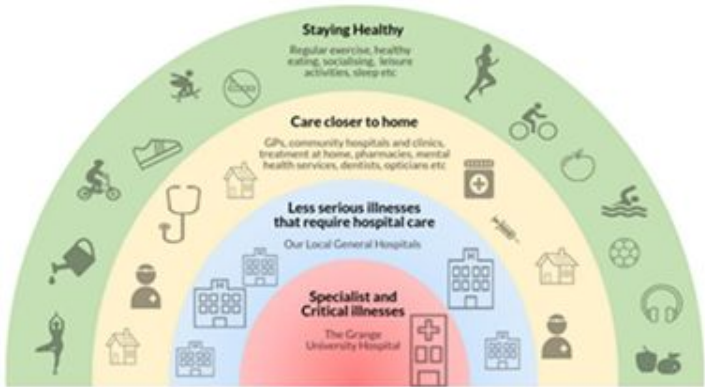 Staying Healthy
Regular exercise, healthy
eating, socialising, leisure
activities, sleep etc
Care closer to home
GPs, community hospitals and clinics,
treatment at home, pharmacies, mental
health services, dentists, opticians etc
Less serious illnesses
that require hospital care
Our Local General Hospitals
H
H
H
Specialist and
Critical illnesses
The Grange
University Hospital